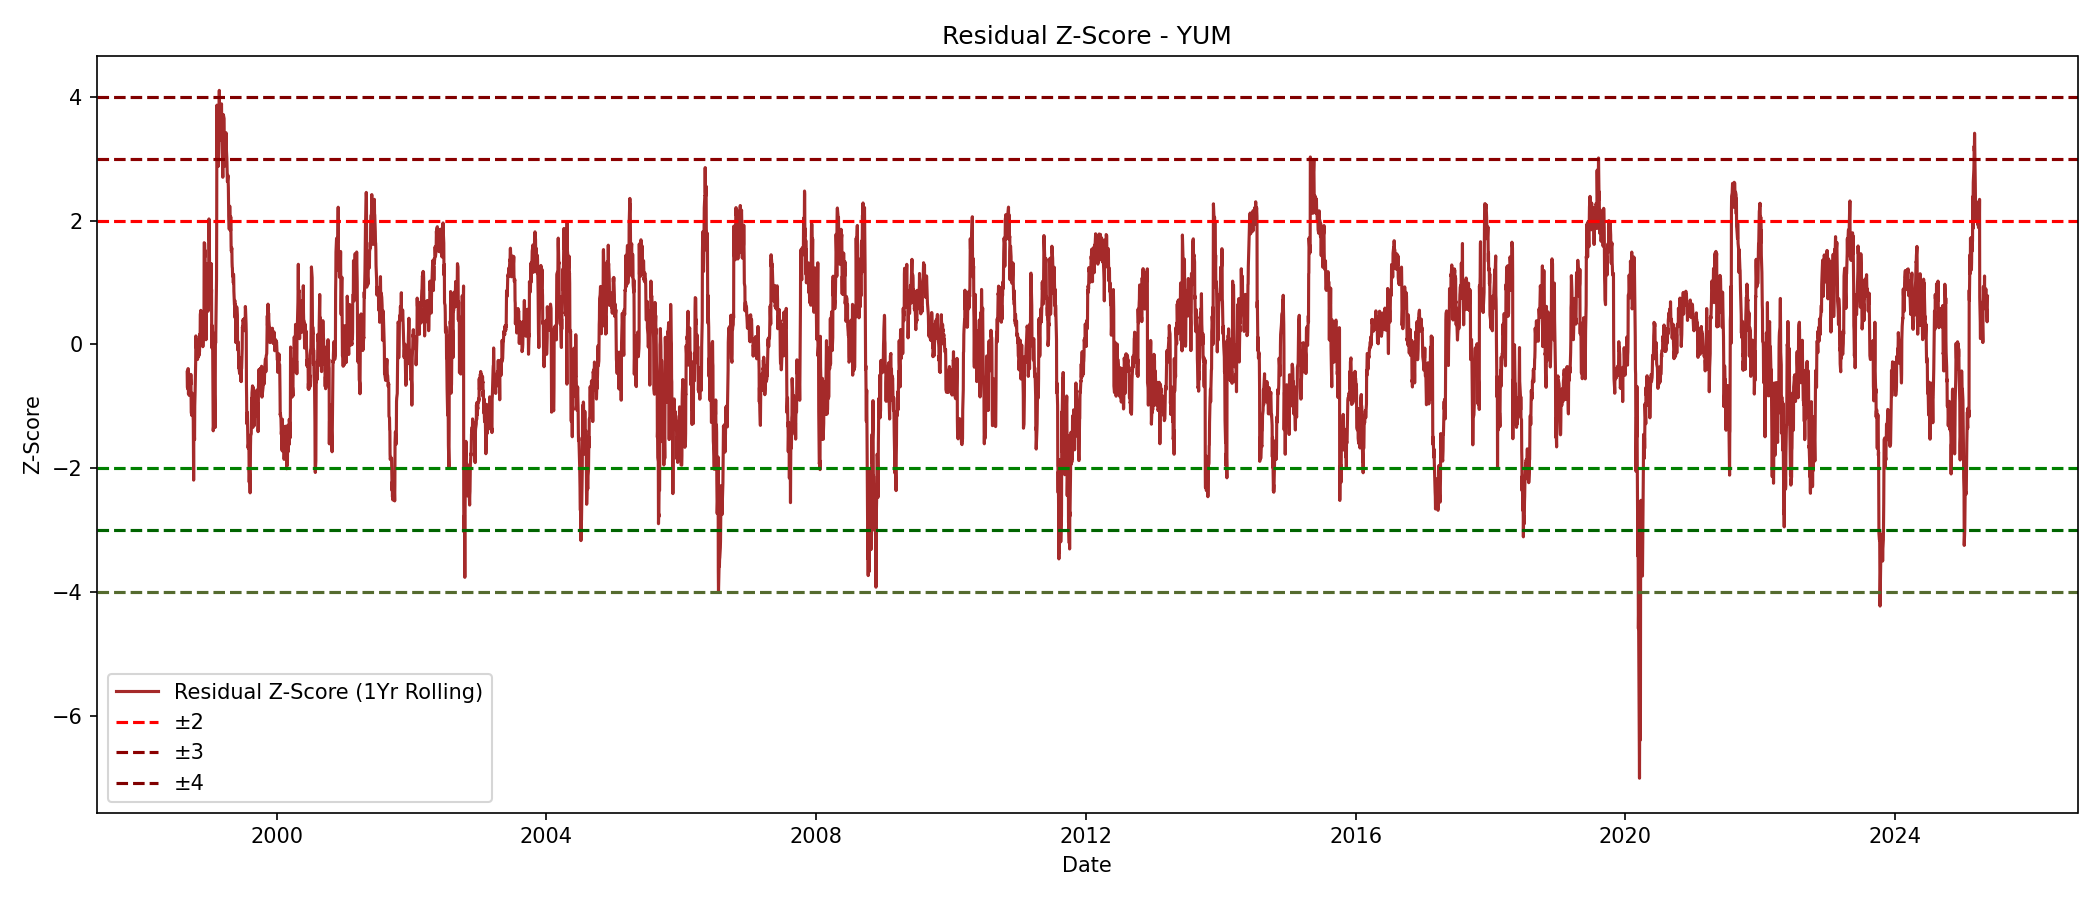 Residual Z-Score - YUM
Z-Score
4
2
0
−2
−4
−6
Residual Z-Score (1Yr Rolling)
±2
±3
±4
2000 2004 2008 2012 2016 2020 2024
Date